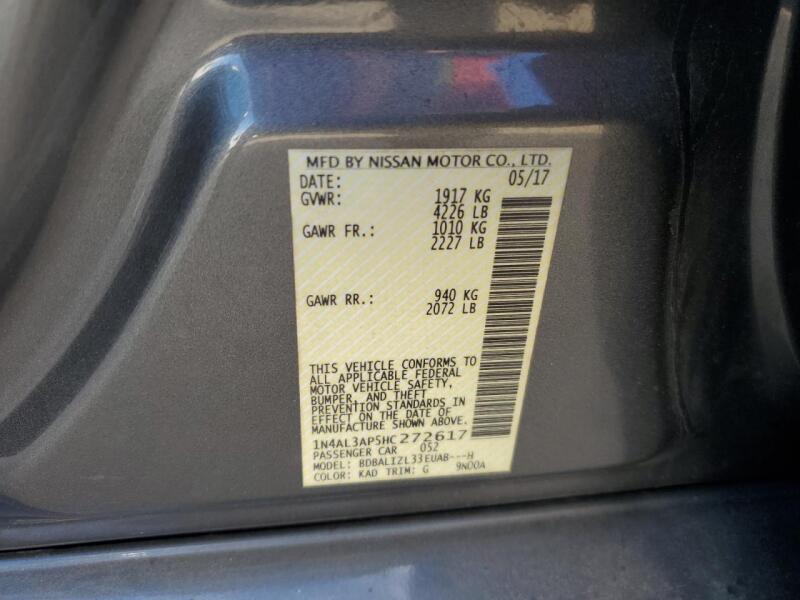 MFD BY NISSAN MOTOR CO., LTD.
DATE: 05/17
GVWR: 1917 KG
4226 LB
GAWR FR.: 1010 KG
2227 LB
GAWR RR.: 940 KG
2072 LB
THIS VEHICLE CONFORMS TO
ALL APPLICABLE FEDERAL
MOTOR VEHICLE SAFETY,
BUMPER, AND THEFT
PREVENTION STANDARDS IN
EFFECT ON THE DATE OF
MANUFACTURE SHOWN ABOVE.
1N4AL3AP5HC272617
PASSENGER CAR 052
MODEL: BDBALIZL33EUAB---H
COLOR: KAD TRIM: G 9N00A